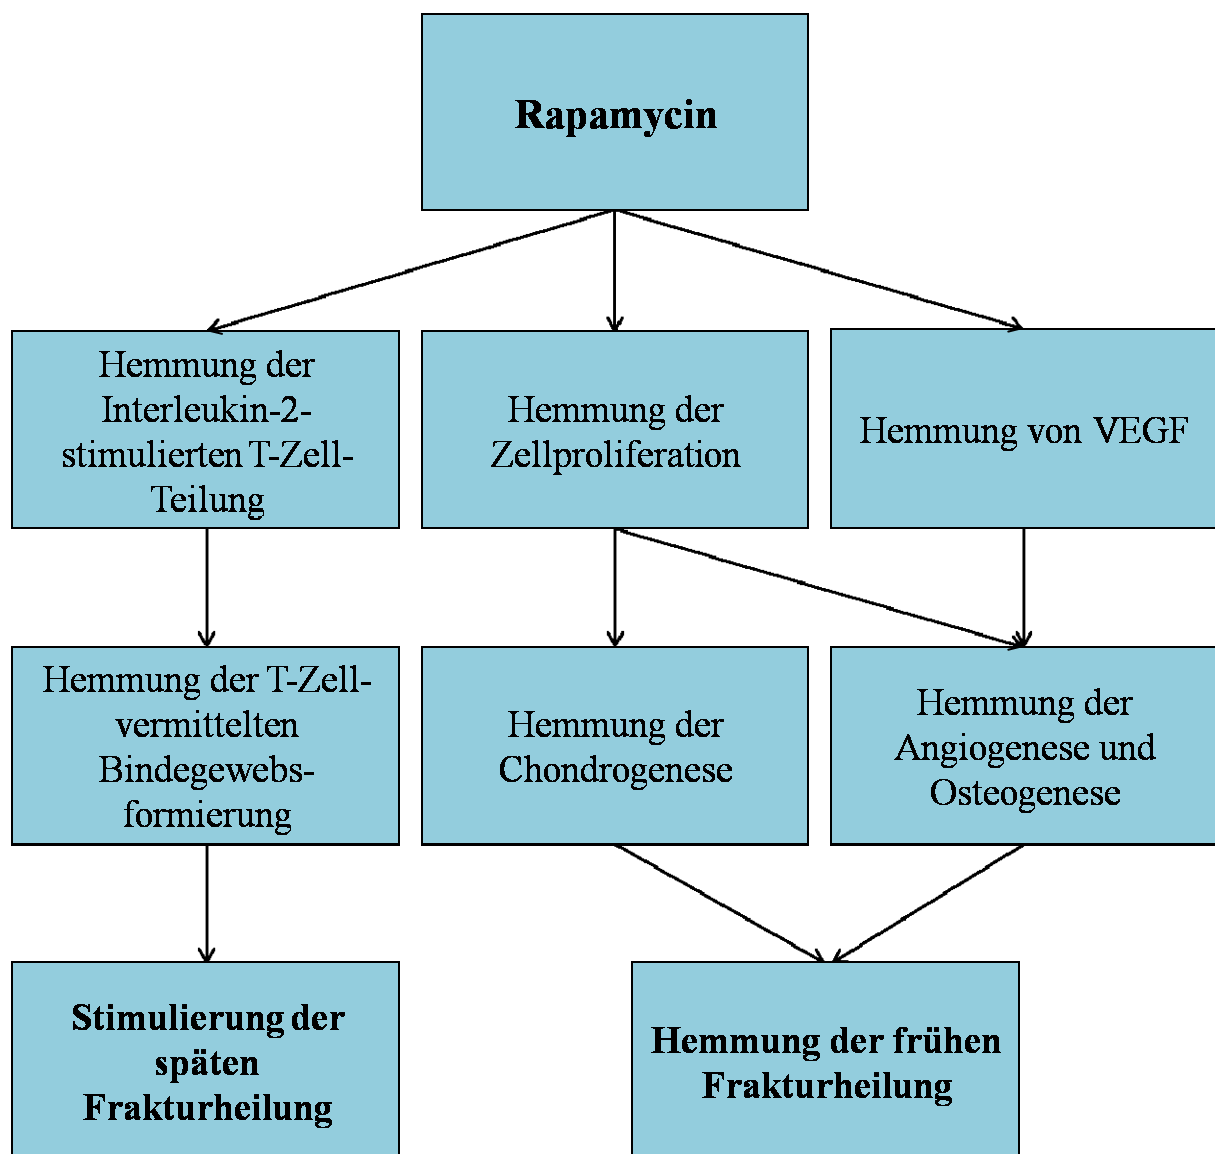 Rapamycin
Hemmung der
Interleukin-2-
stimulierten T-Zell-
Teilung
Hemmung der
Zellproliferation
Hemmung von VEGF
Hemmung der T-Zell-
vermittelten
Bindegewebs-
formierung
Hemmung der
Chondrogenese
Hemmung der
Angiogenese und
Osteogenese
Stimulierung der
späten
Frakturheilung
Hemmung der frühen
Frakturheilung